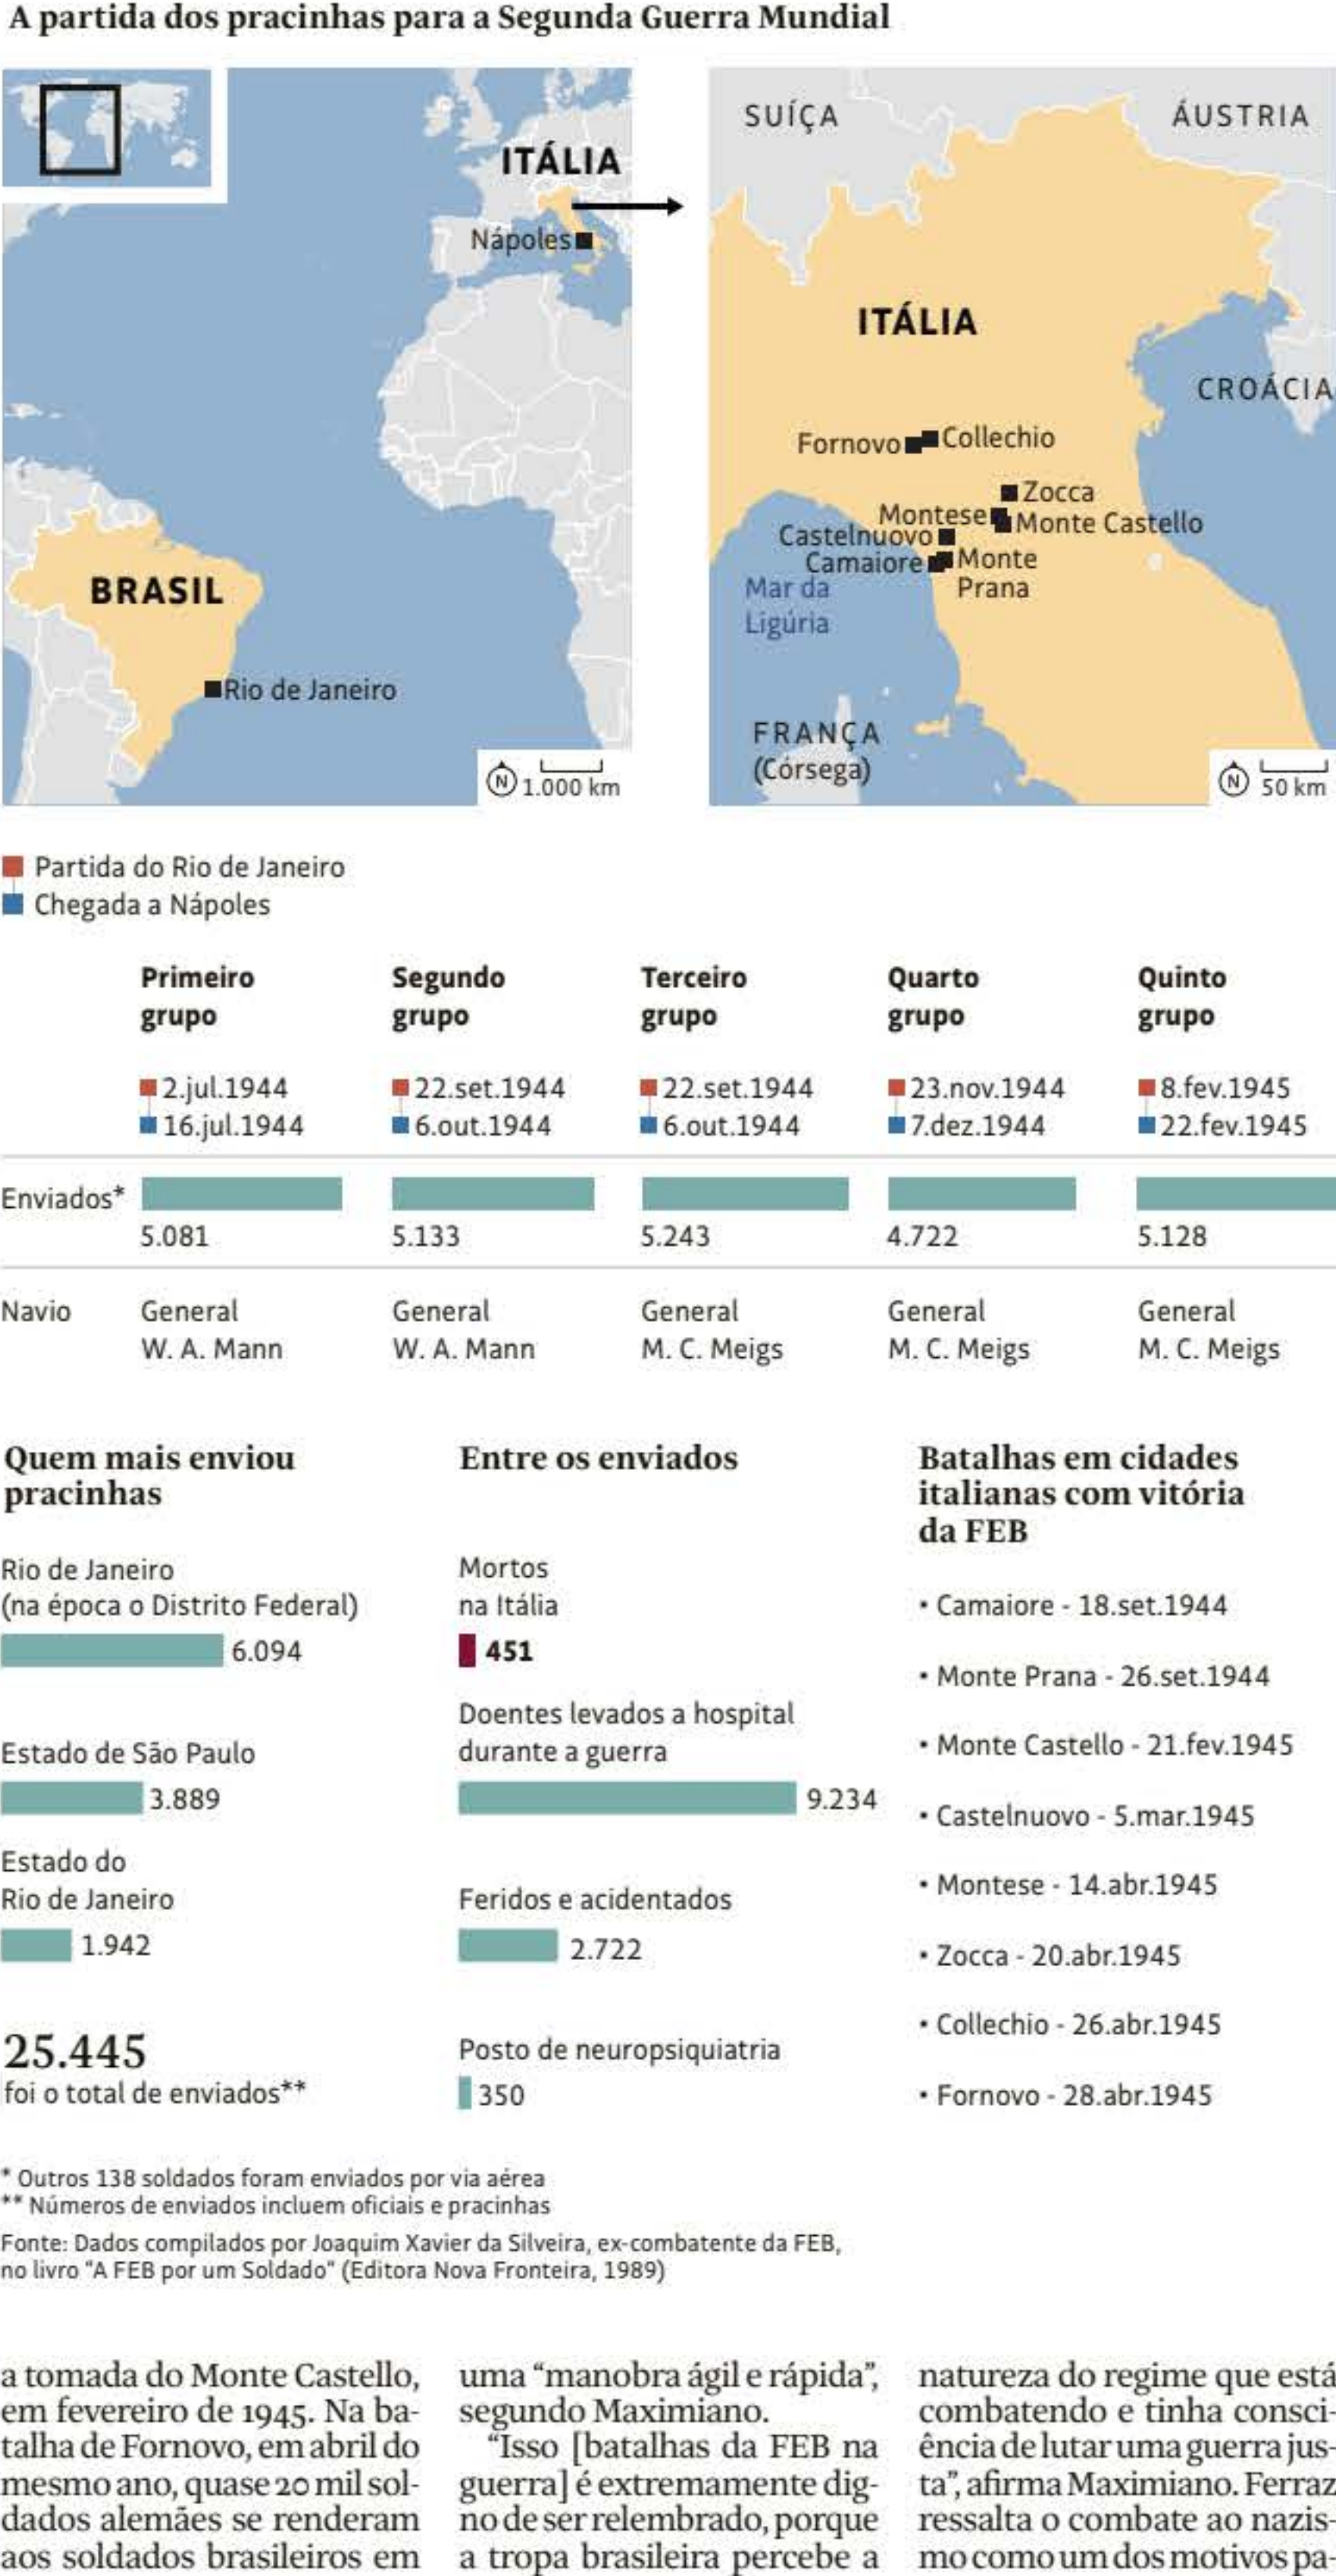 A partida dos pracinhas para a Segunda Guerra Mundial
ITÁLIA
Nápoles
BRASIL
Rio de Janeiro
N 1.000 km
SUÍÇA
ÁUSTRIA
ITÁLIA
CROÁCIA
Fornovo
Collechio
Zocca
Montese
Monte Castello
Castelnuovo
Camaiore
Monte
Prana
Mar da
Ligúria
FRANÇA
(Córsega)
N 50 km
Partida do Rio de Janeiro
Chegada a Nápoles
Primeiro grupo
Segundo grupo
Terceiro grupo
Quarto grupo
Quinto grupo
2.jul.1944 22.set.1944 22.set.1944 23.nov.1944 8.fev.1945
16.jul.1944 6.out.1944 6.out.1944 7.dez.1944 22.fev.1945
Enviados*
5.081 5.133 5.243 4.722 5.128
Navio General General General General General
W. A. Mann W. A. Mann M. C. Meigs M. C. Meigs M. C. Meigs
Quem mais enviou
pracinhas
Rio de Janeiro
(na época o Distrito Federal)
6.094
Estado de São Paulo
3.889
Estado do
Rio de Janeiro
1.942
25.445
foi o total de enviados**
Entre os enviados
Mortos
na Itália
451
Doentes levados a hospital
durante a guerra
9.234
Feridos e acidentados
2.722
Posto de neuropsiquiatria
350
Batalhas em cidades
italianas com vitória
da FEB
• Camaiore - 18.set.1944
• Monte Prana - 26.set.1944
• Monte Castello - 21.fev.1945
• Castelnuovo - 5.mar.1945
• Montese - 14.abr.1945
• Zocca - 20.abr.1945
• Collechio - 26.abr.1945
• Fornovo - 28.abr.1945
* Outros 138 soldados foram enviados por via aérea
** Números de enviados incluem oficiais e pracinhas
Fonte: Dados compilados por Joaquim Xavier da Silveira, ex-combatente da FEB,
no livro "A FEB por um Soldado" (Editora Nova Fronteira, 1989)
a tomada do Monte Castello,
em fevereiro de 1945. Na ba-
talha de Fornovo, em abril do
mesmo ano, quase 20 mil sol-
dados alemães se renderam
aos soldados brasileiros em
uma “manobra ágil e rápida”,
segundo Maximiano.
“Isso [batalhas da FEB na
guerra] é extremamente dig-
no de ser relembrado, porque
a tropa brasileira percebe a
natureza do regime que está
combatendo e tinha consci-
ência de lutar uma guerra jus-
ta”, afirma Maximiano. Ferraz
ressalta o combate ao nazis-
mo como um dos motivos pa-